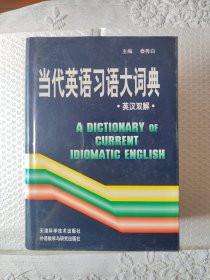 主编 秦秀白
当代英语习语大词典
·英汉双解·
A DICTIONARY OF
CURRENT
IDIOMATIC ENGLISH
天津科学技术出版社
外语教学与研究出版社